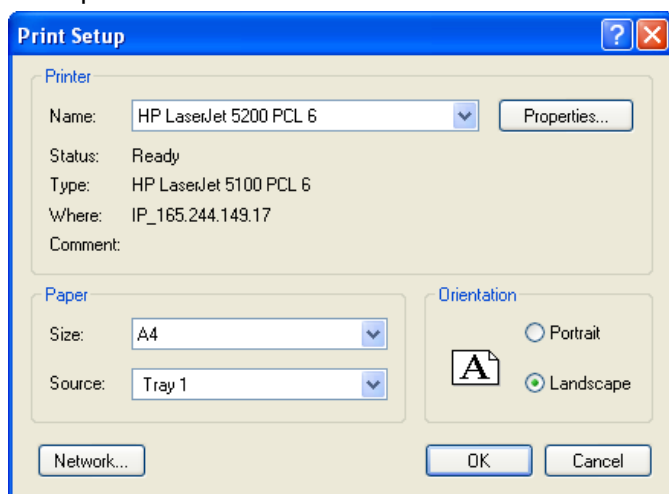 Print Setup
Printer
Name: HP LaserJet 5200 PCL 6 Properties...
Status: Ready
Type: HP LaserJet 5100 PCL 6
Where: IP_165.244.149.17
Comment:
Paper
Size: A4
Source: Tray 1
Orientation
A
Portrait
Landscape
Network... OK Cancel